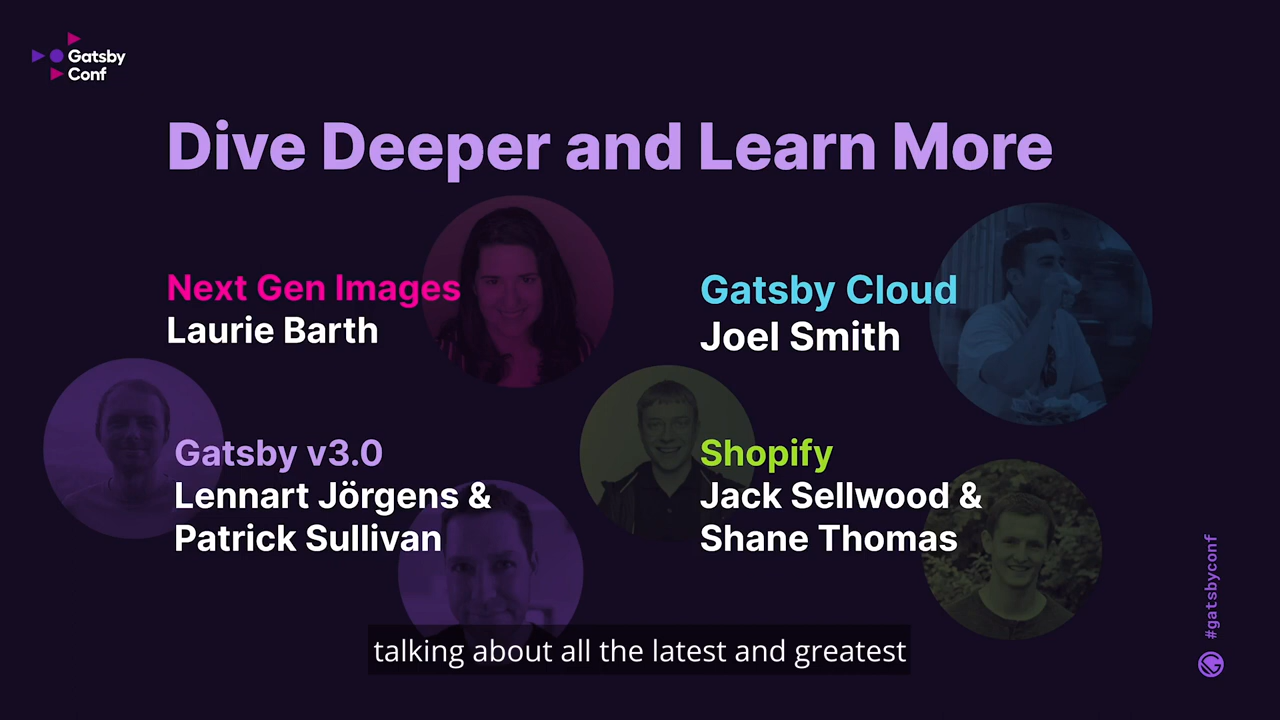 Gatsby
Conf
Dive Deeper and Learn More
Next Gen Images
Laurie Barth
Gatsby Cloud
Joel Smith
Gatsby v3.0
Lennart Jörgens &
Patrick Sullivan
Shopify
Jack Sellwood &
Shane Thomas
#gatsbyconf
talking about all the latest and greatest